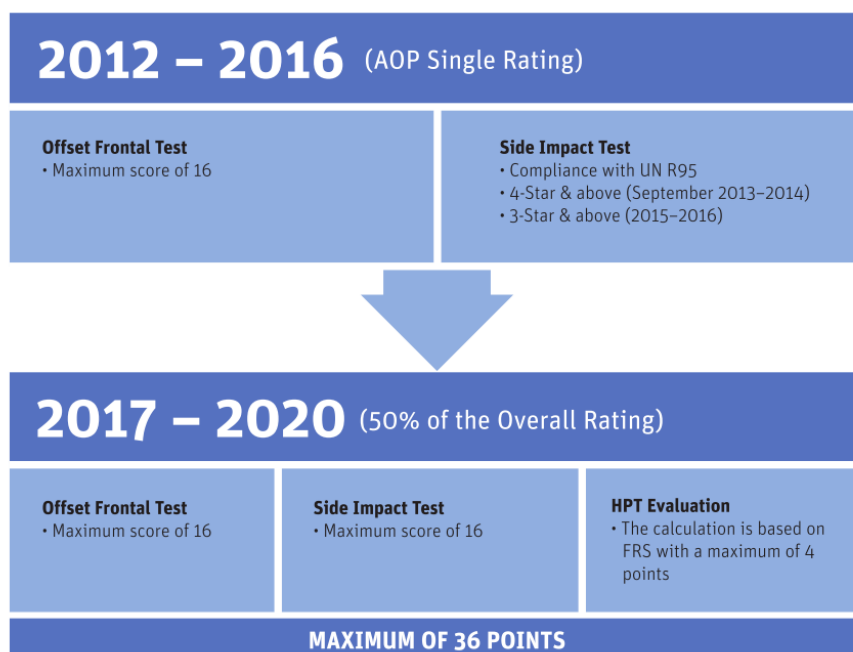 2012 – 2016 (AOP Single Rating)
Offset Frontal Test
• Maximum score of 16
Side Impact Test
• Compliance with UN R95
• 4-Star & above (September 2013–2014)
• 3-Star & above (2015–2016)
2017 – 2020 (50% of the Overall Rating)
Offset Frontal Test
• Maximum score of 16
Side Impact Test
• Maximum score of 16
HPT Evaluation
• The calculation is based on
FRS with a maximum of 4
points
MAXIMUM OF 36 POINTS